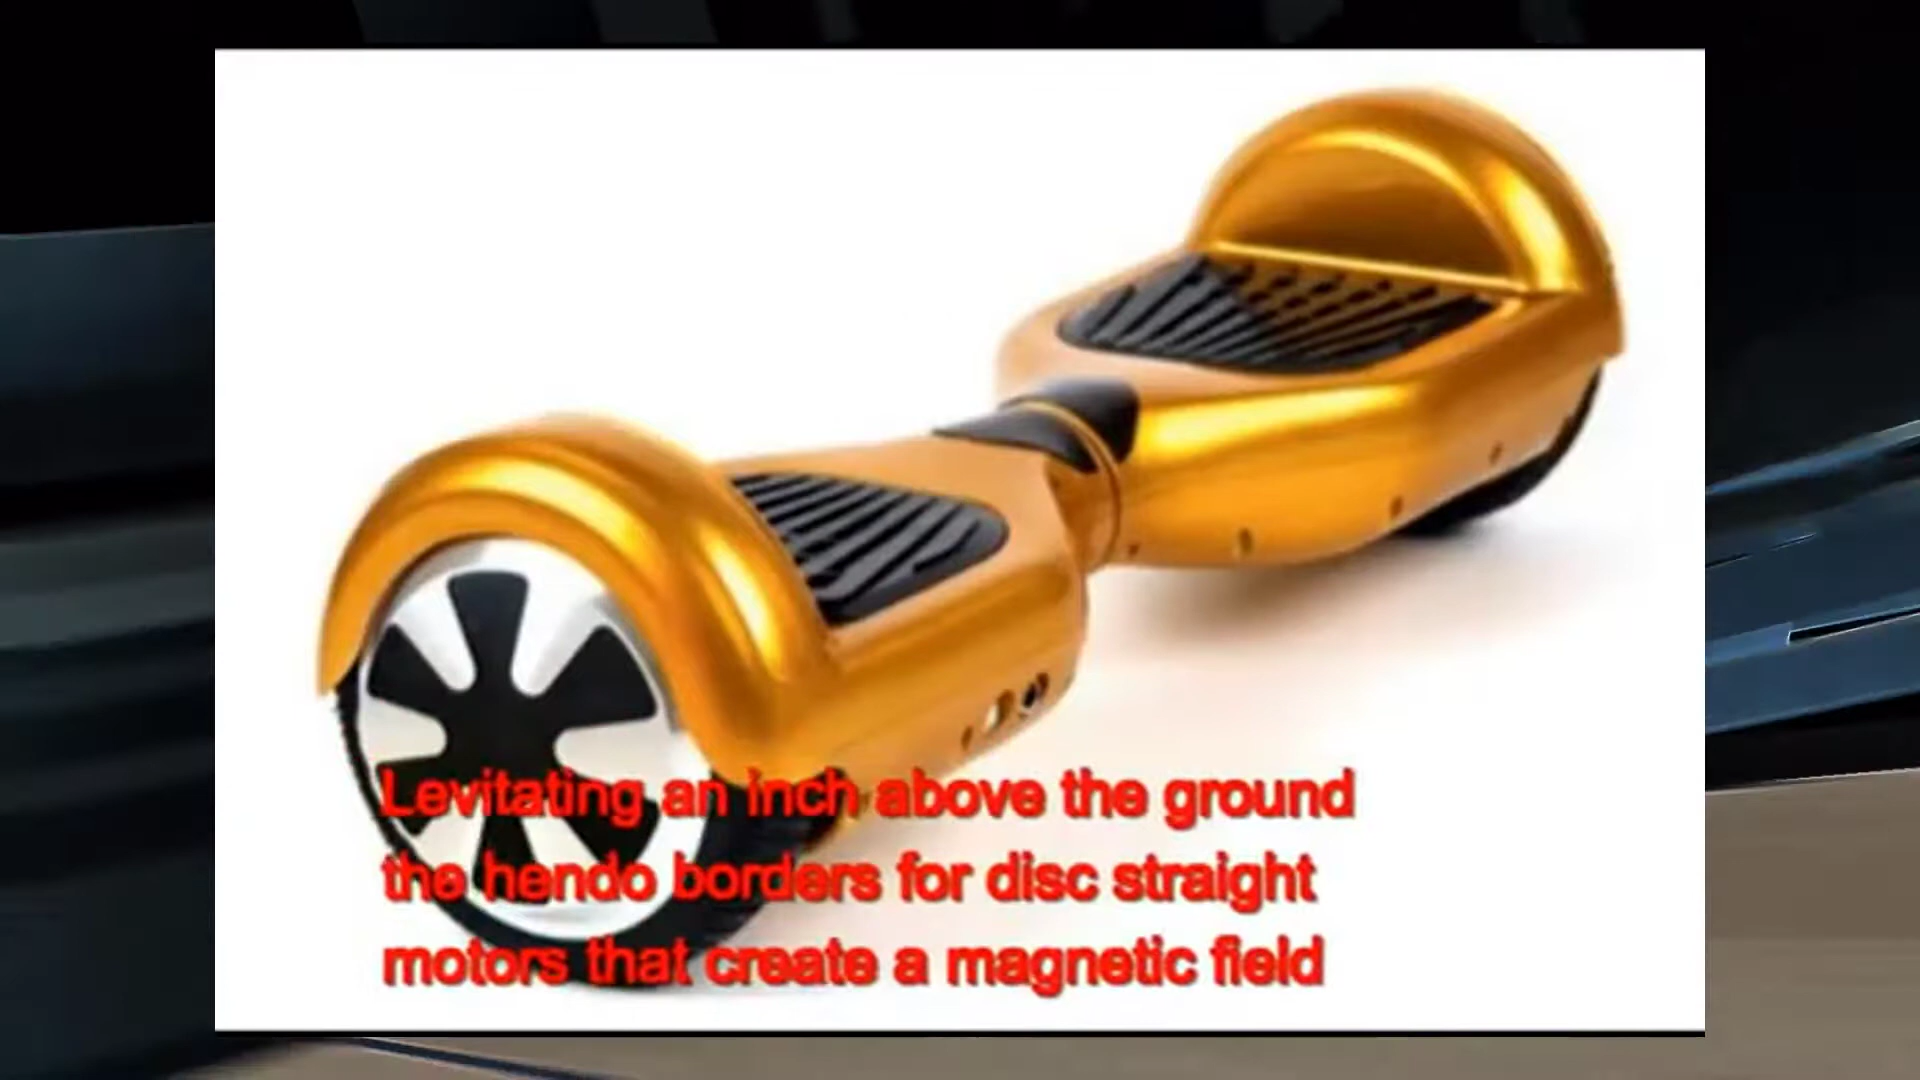 Levitating an inch above the ground
the hendo borders for disc straight
motors that create a magnetic field